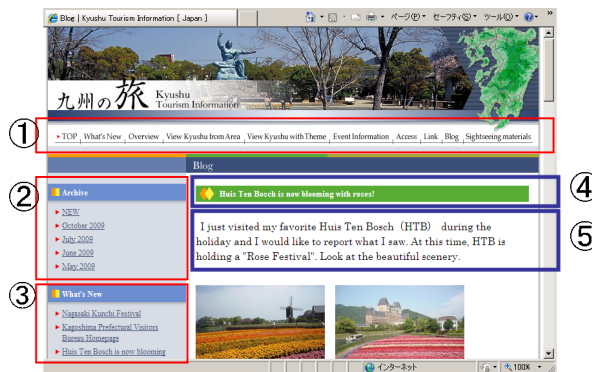 Blog | Kyushu Tourism Information [ Japan ]
ページ(P)
セーフティ(S)
ツール(O)
»
九州の旅
Kyushu
Tourism Information
①
TOP What's New Overview View Kyushu from Area View Kyushu with Theme Event Information Access Link Blog Sightseeing materials
Blog
②
Archive
NEW
October 2009
July 2009
June 2009
May 2009
④
Huis Ten Bosch is now blooming with roses!
⑤
I just visited my favorite Huis Ten Bosch (HTB) during the
holiday and I would like to report what I saw. At this time, HTB is
holding a "Rose Festival". Look at the beautiful scenery.
③
What's New
Nagasaki Kunchi Festival
Kagoshima Prefectural Visitors
Bureau Homepage
Huis Ten Bosch is now blooming
インターネット
100%